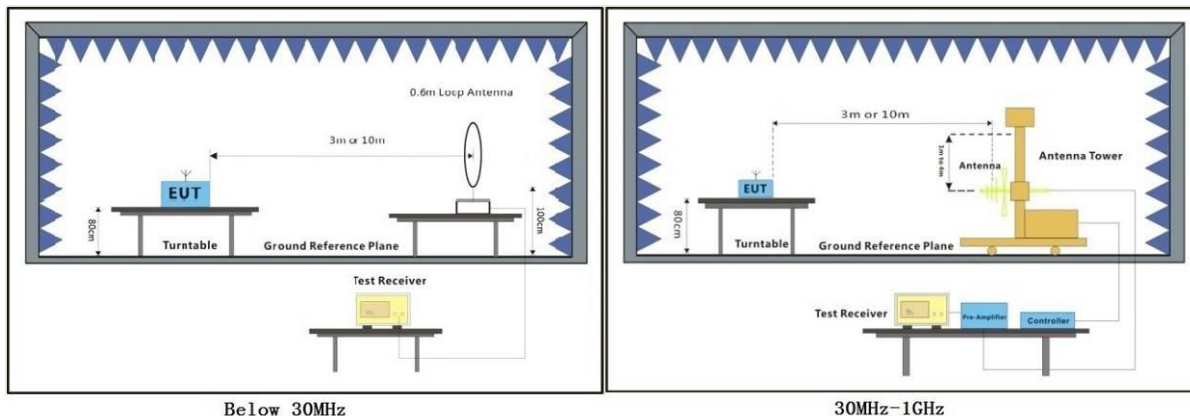 0.6m Loop Antenna
3m or 10m
EUT
80cm
100cm
Turntable
Ground Reference Plane
Test Receiver
Below 30MHz
3m or 10m
1m to 4m
Antenna
Antenna Tower
EUT
80cm
Turntable
Ground Reference Plane
Test Receiver
Pre-Amplifier
Controller
30MHz-1GHz